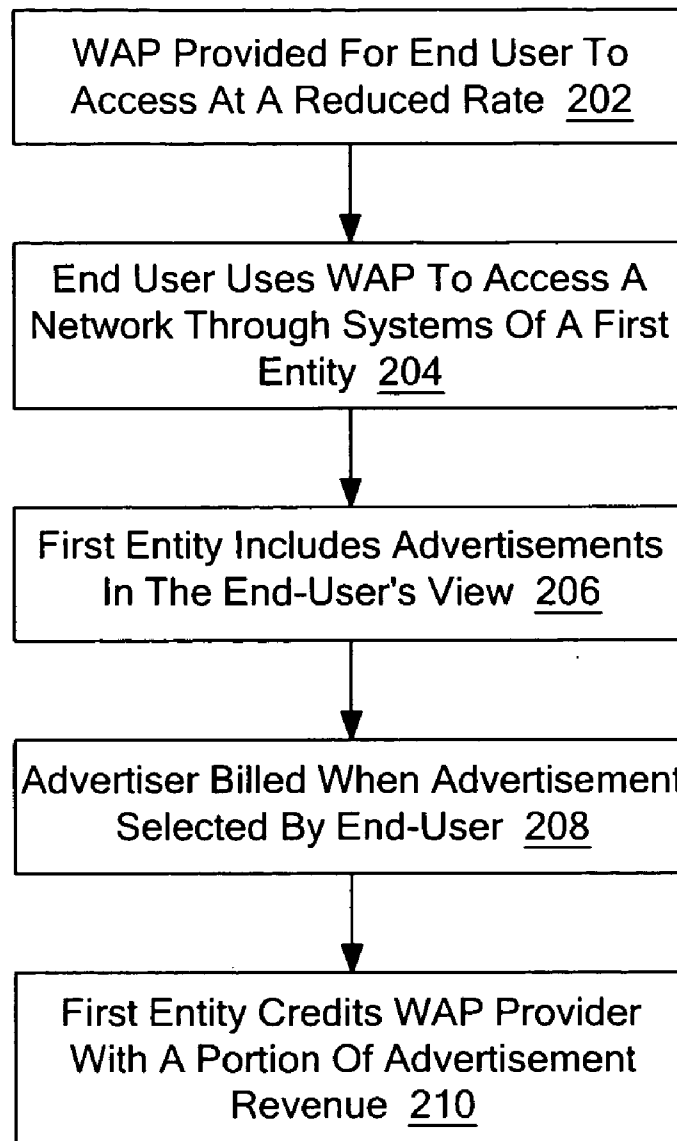 WAP Provided For End User To
Access At A Reduced Rate 202
End User Uses WAP To Access A
Network Through Systems Of A First
Entity 204
First Entity Includes Advertisements
In The End-User's View 206
Advertiser Billed When Advertisement
Selected By End-User 208
First Entity Credits WAP Provider
With A Portion Of Advertisement
Revenue 210